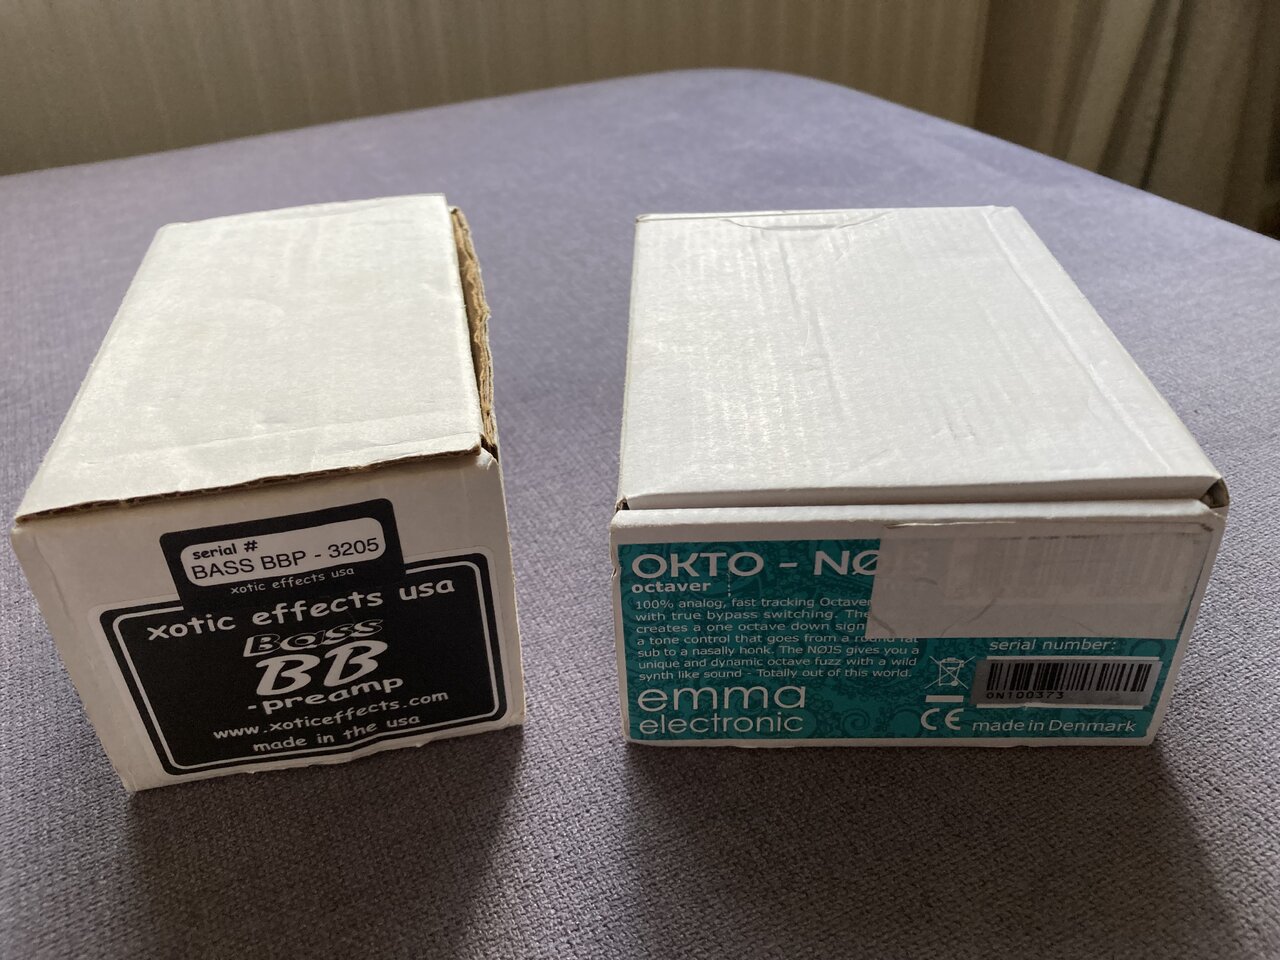 serial #
BASS BBP - 3205
xotic effects usa
xotic effects usa
Bass
BB
-preamp
www.xoticeffects.com
made in the usa
OKTO - NØ
octaver
100% analog, fast tracking Octaver
with true bypass switching. The
creates a one octave down sign
a tone control that goes from a round fat
sub to a nasally honk. The NØJS gives you a
unique and dynamic octave fuzz with a wild
synth like sound - Totally out of this world.
emma
electronic
serial number:
ON100373
CE made in Denmark